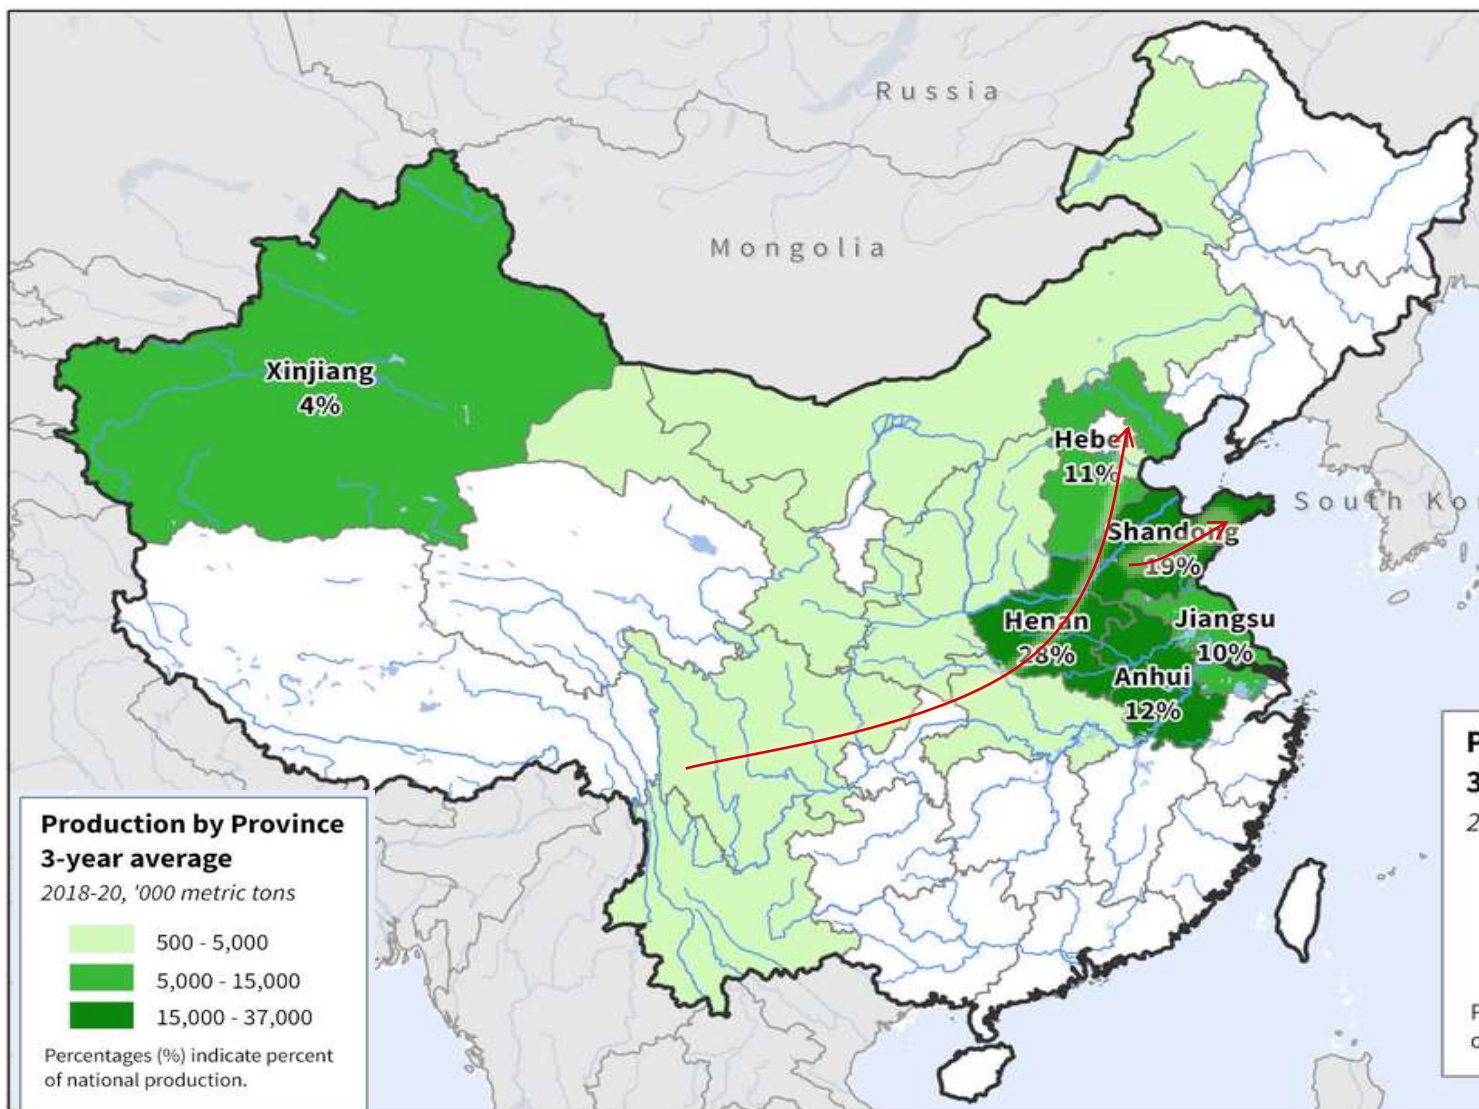 Russia
Mongolia
Xinjiang
4%
11%
South Ko
Shandong
19%
Henan
28%
Jiangsu
10%
Anhui
12%
Production by Province
3-year average
2018-20, '000 metric tons
500 - 5,000
5,000 - 15,000
15,000 - 37,000
Percentages (%) indicate percent
of national production.
P
3
2
P
o